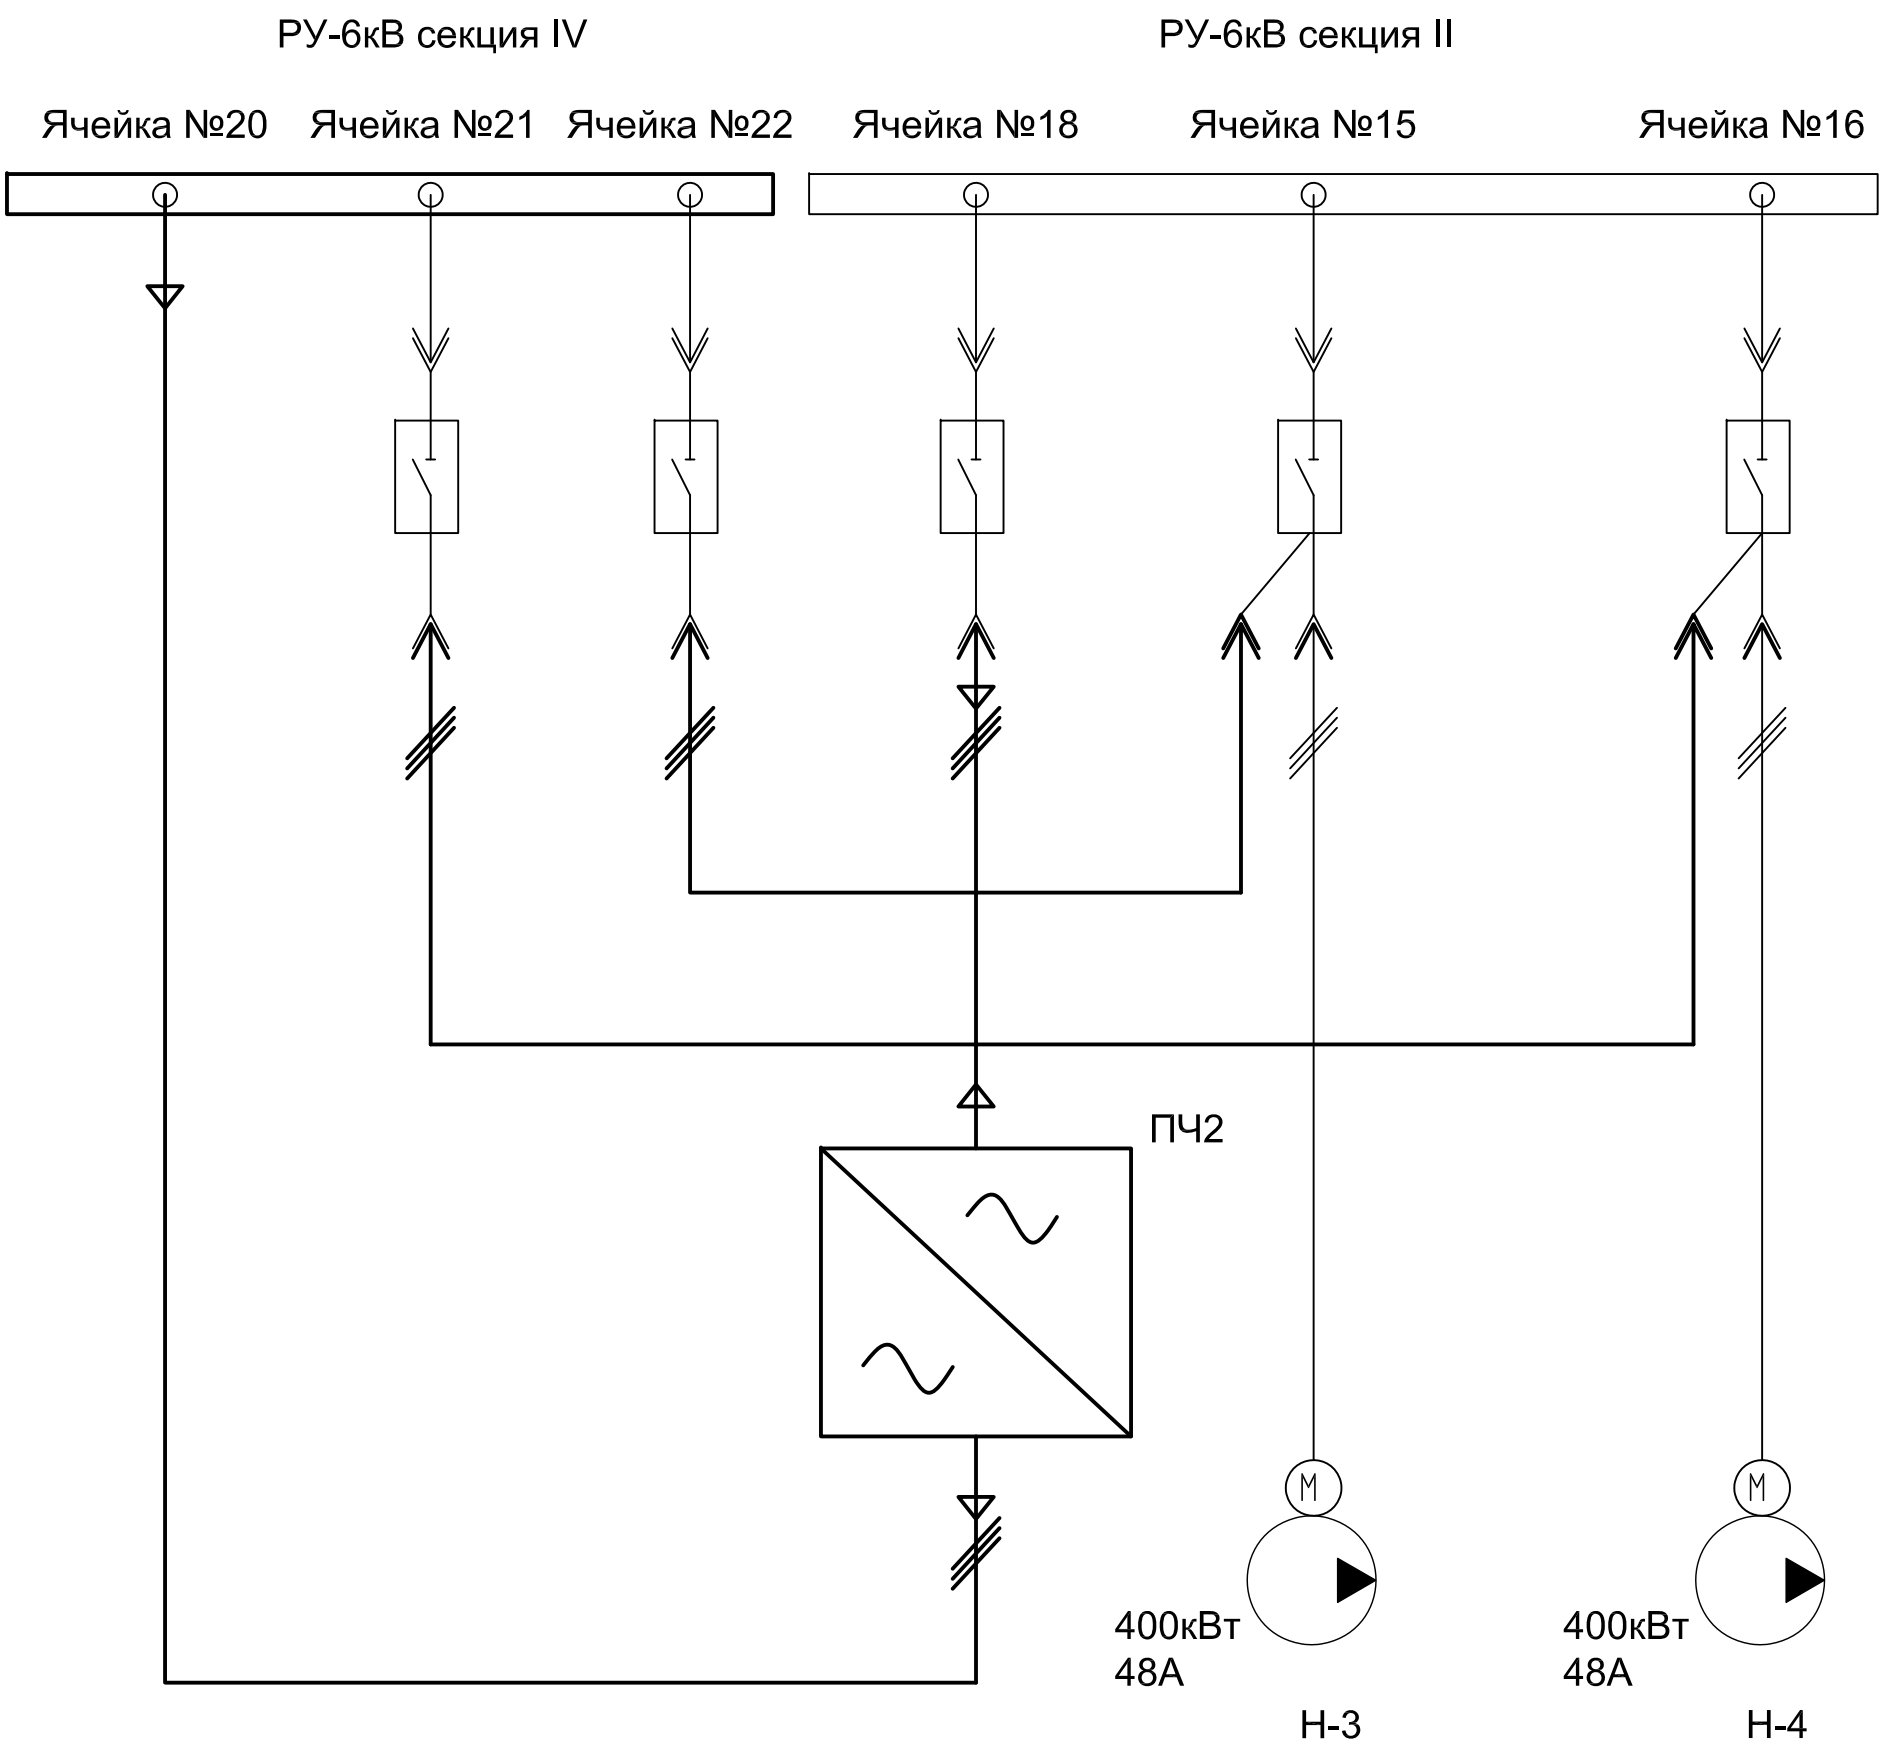 РУ-6кВ секция IV
РУ-6кВ секция II
Ячейка №20
Ячейка №21
Ячейка №22
Ячейка №18
Ячейка №15
Ячейка №16
ПЧ2
М
М
400кВт
48А
400кВт
48А
Н-3
Н-4